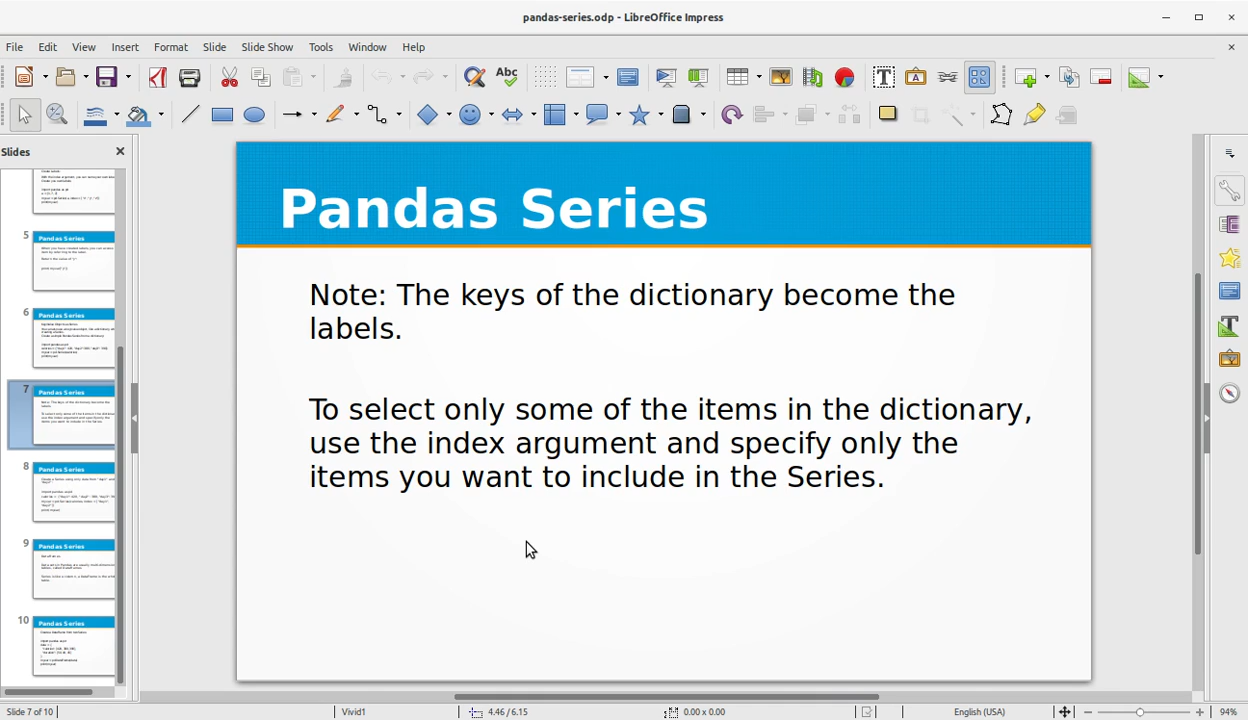 pandas-series.odp - LibreOffice Impress
File Edit View Insert Format Slide Slide Show Tools Window Help
Abc
Slides
Pandas Series
Note: The keys of the dictionary become the
labels.
To select only some of the items in the dictionary,
use the index argument and specify only the
items you want to include in the Series.
5
Pandas Series
6
Pandas Series
7
Pandas Series
8
Pandas Series
9
Pandas Series
10
Pandas Series
Slide 7 of 10 Vivid1 4.46 / 6.15 0.00 x 0.00 English (USA) 94%